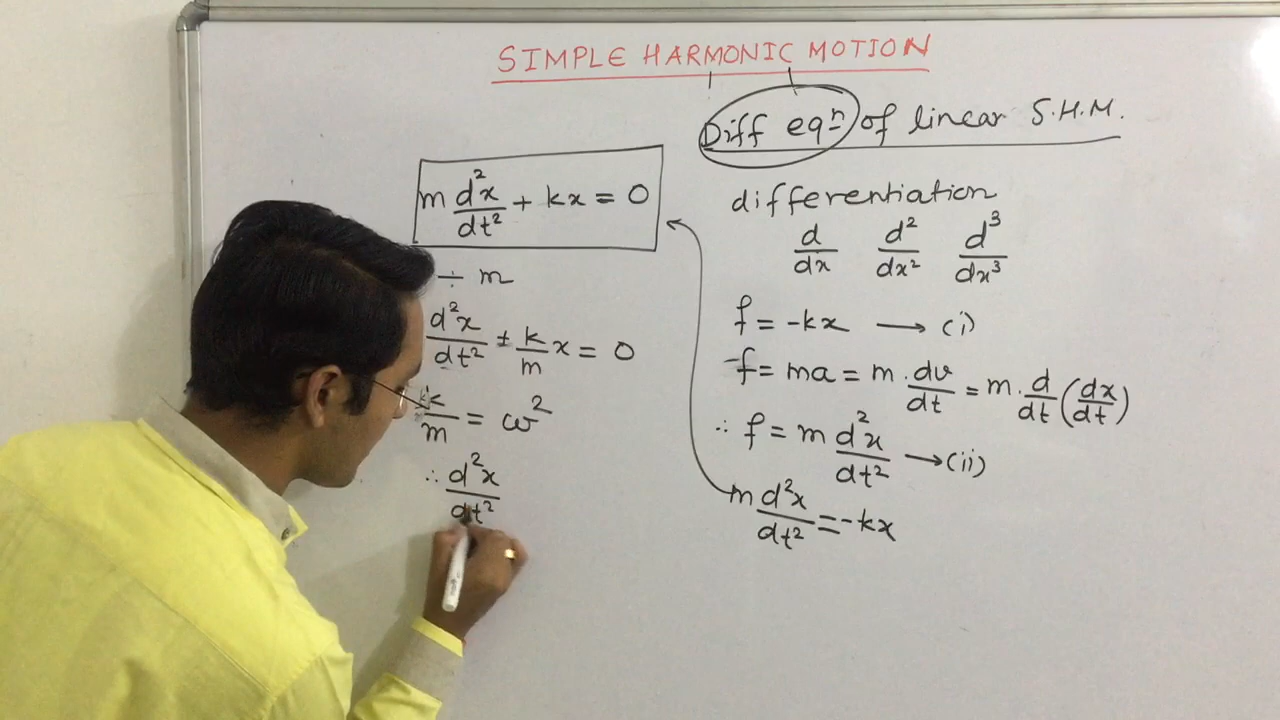 SIMPLE HARMONIC MOTION
Diff eqn of linear S.H.M.
differentiation
d/dx d²/dx² d³/dx³
f = -kx ⟶ (i)
-f = ma = m · dv/dt = m · d/dt (dx/dt)
∴ f = m d²x/dt² ⟶ (ii)
m d²x/dt² = -kx
m d²x/dt² + kx = 0
÷ m
d²x/dt² ± k/m x = 0
k/m = ω²
∴ d²x/dt²